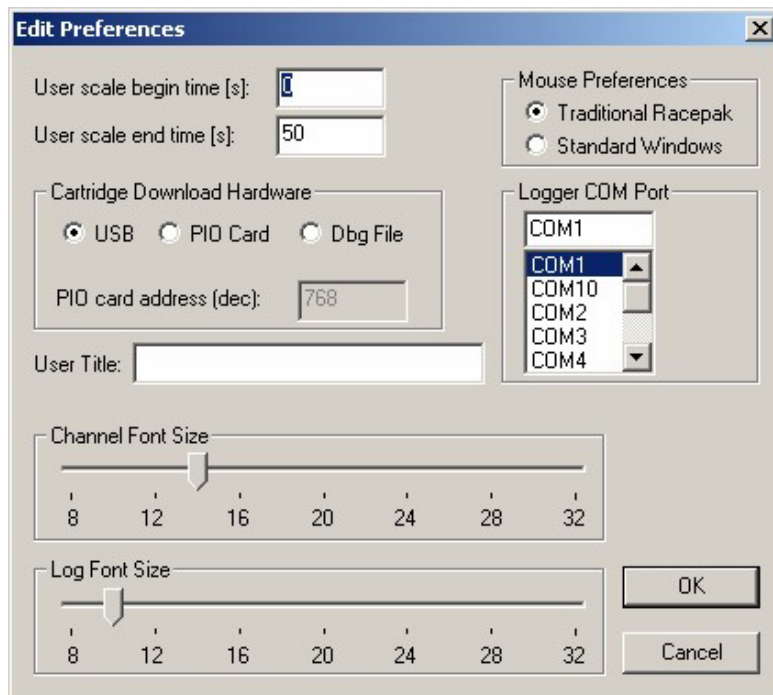 Edit Preferences
User scale begin time [s]: 0
User scale end time [s]: 50
Mouse Preferences
Traditional Racepak
Standard Windows
Cartridge Download Hardware
USB PIO Card Dbg File
PIO card address (dec): 768
Logger COM Port
COM1
COM1
COM10
COM2
COM3
COM4
User Title:
Channel Font Size
8 12 16 20 24 28 32
Log Font Size
8 12 16 20 24 28 32
OK
Cancel